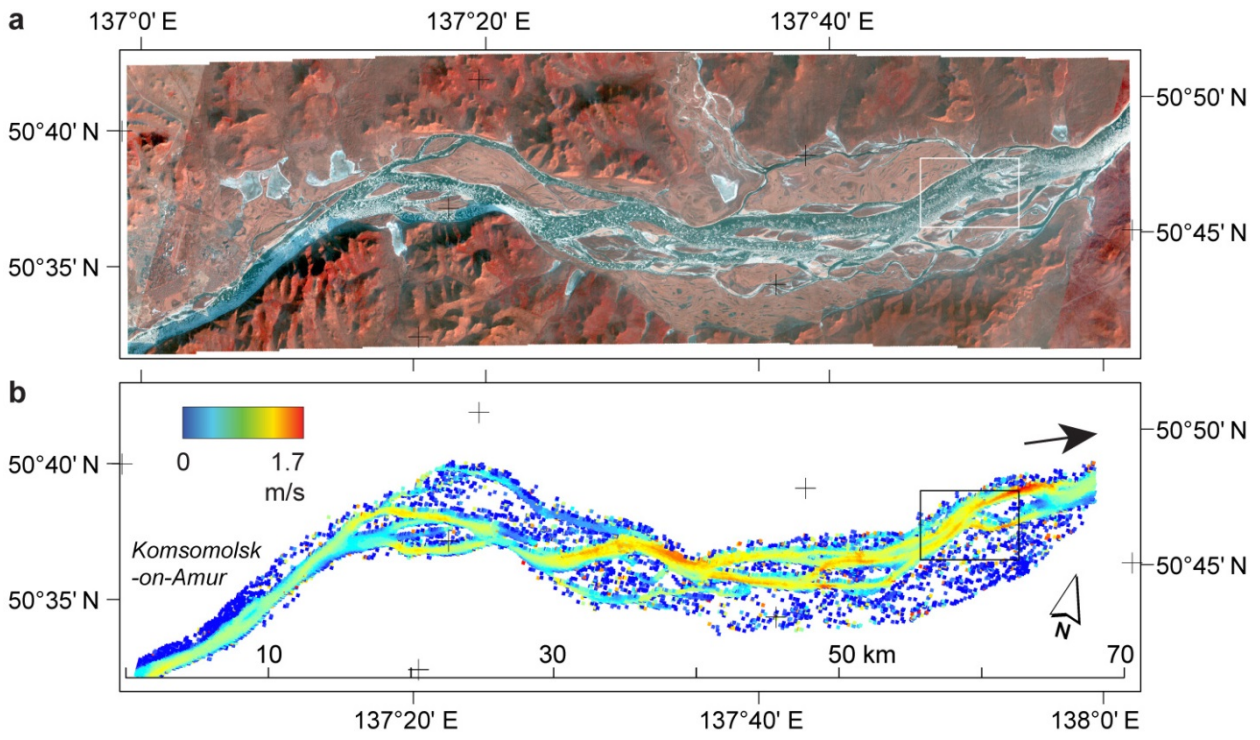 a
137°0' E 137°20' E 137°40' E
50°50' N
50°40' N
50°45' N
50°35' N
b
0 1.7
m/s
50°50' N
50°40' N
Komsomolsk
-on-Amur
50°45' N
50°35' N
N
10 30 50 km 70
137°20' E 137°40' E 138°0' E